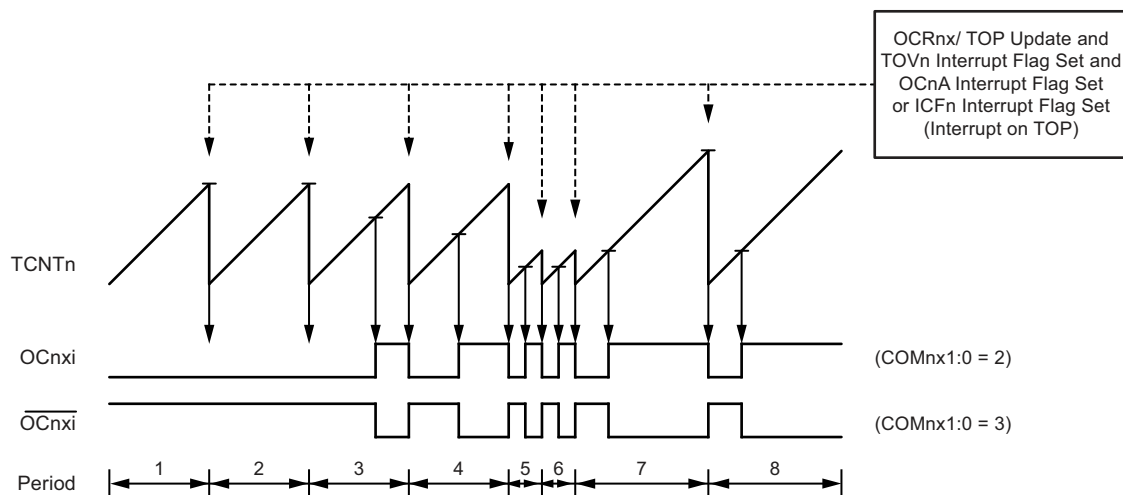 OCRnx/ TOP Update and
TOVn Interrupt Flag Set and
OCnA Interrupt Flag Set
or ICFn Interrupt Flag Set
(Interrupt on TOP)
TCNTn
OCnxi
(COMnx1:0 = 2)
OCnxi
(COMnx1:0 = 3)
Period
1 2 3 4 5 6 7 8